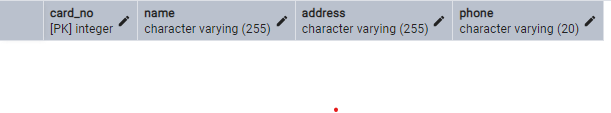 card_no name address phone
[PK] integer character varying (255) character varying (255) character varying (20)